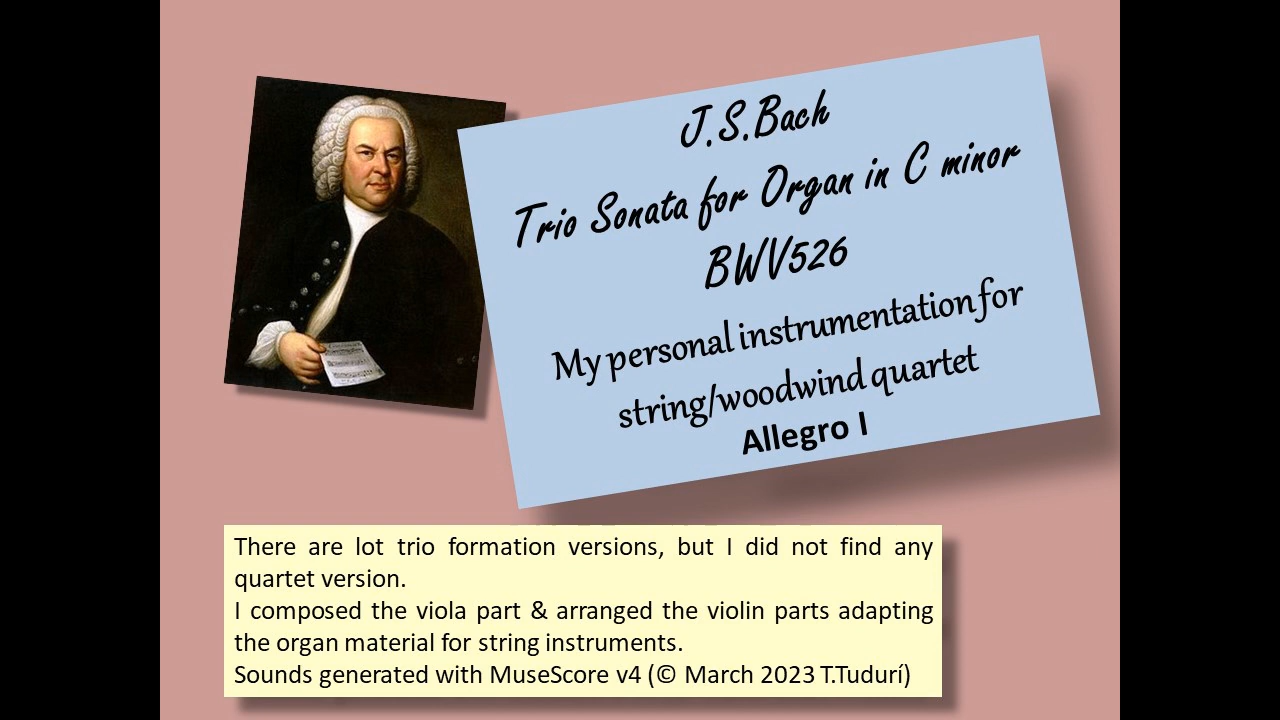 J.S.Bach
Trio Sonata for Organ in C minor
BWV526
My personal instrumentation for
string/woodwind quartet
Allegro I
There are lot trio formation versions, but I did not find any
quartet version.
I composed the viola part & arranged the violin parts adapting
the organ material for string instruments.
Sounds generated with MuseScore v4 (© March 2023 T.Tudurí)